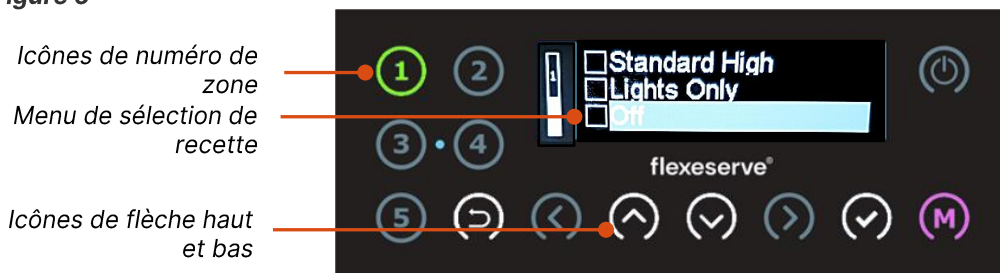 Icônes de numéro de
zone
Menu de sélection de
recette
Icônes de flèche haut
et bas
1 2
3 4
5
1
Standard High
Lights Only
Off
flexeserve®
M